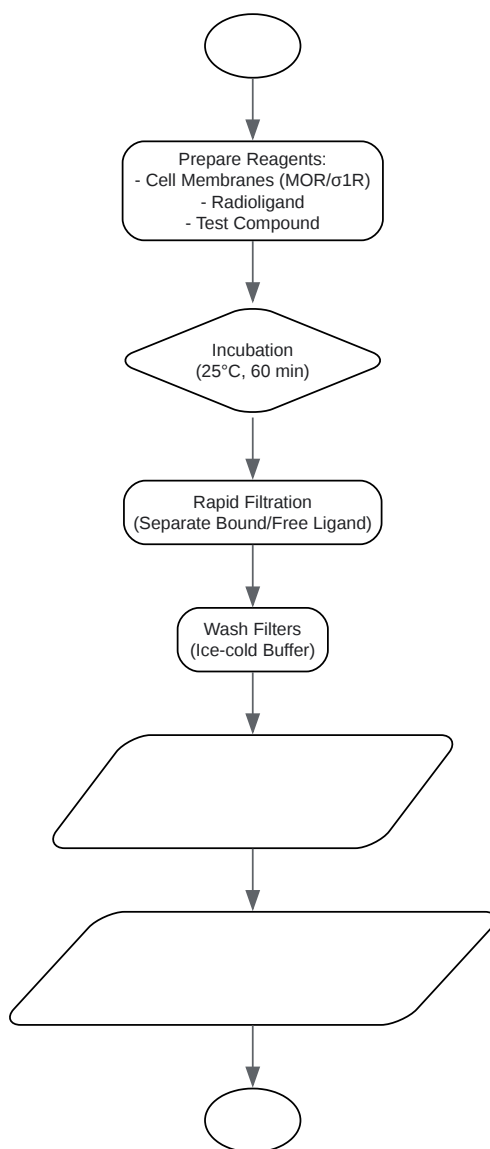 Prepare Reagents:
- Cell Membranes (MOR/σ1R)
- Radioligand
- Test Compound
Incubation
(25°C, 60 min)
Rapid Filtration
(Separate Bound/Free Ligand)
Wash Filters
(Ice-cold Buffer)